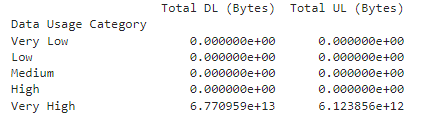 Total DL (Bytes) Total UL (Bytes)
Data Usage Category
Very Low 0.000000e+00 0.000000e+00
Low 0.000000e+00 0.000000e+00
Medium 0.000000e+00 0.000000e+00
High 0.000000e+00 0.000000e+00
Very High 6.770959e+13 6.123856e+12